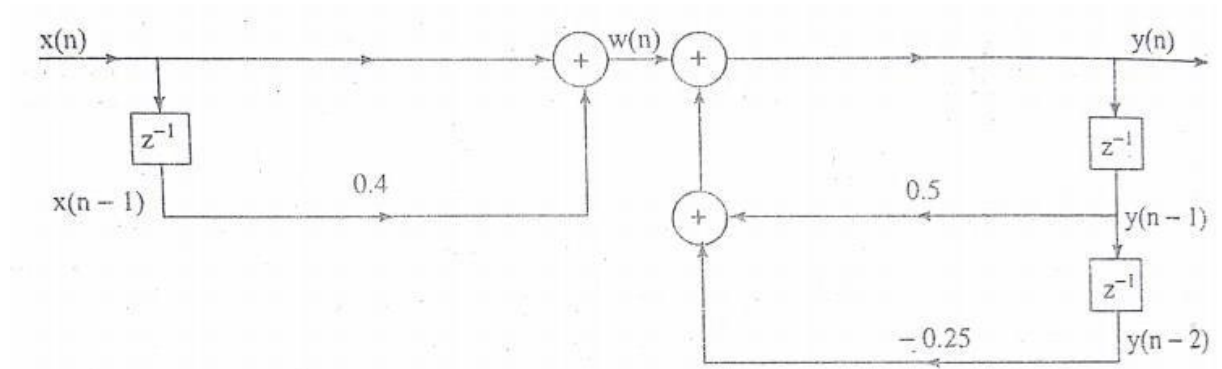 x(n)
+
w(n)
+
y(n)
z⁻¹
z⁻¹
0.4
x(n – 1)
+
0.5
y(n – 1)
z⁻¹
– 0.25
y(n – 2)